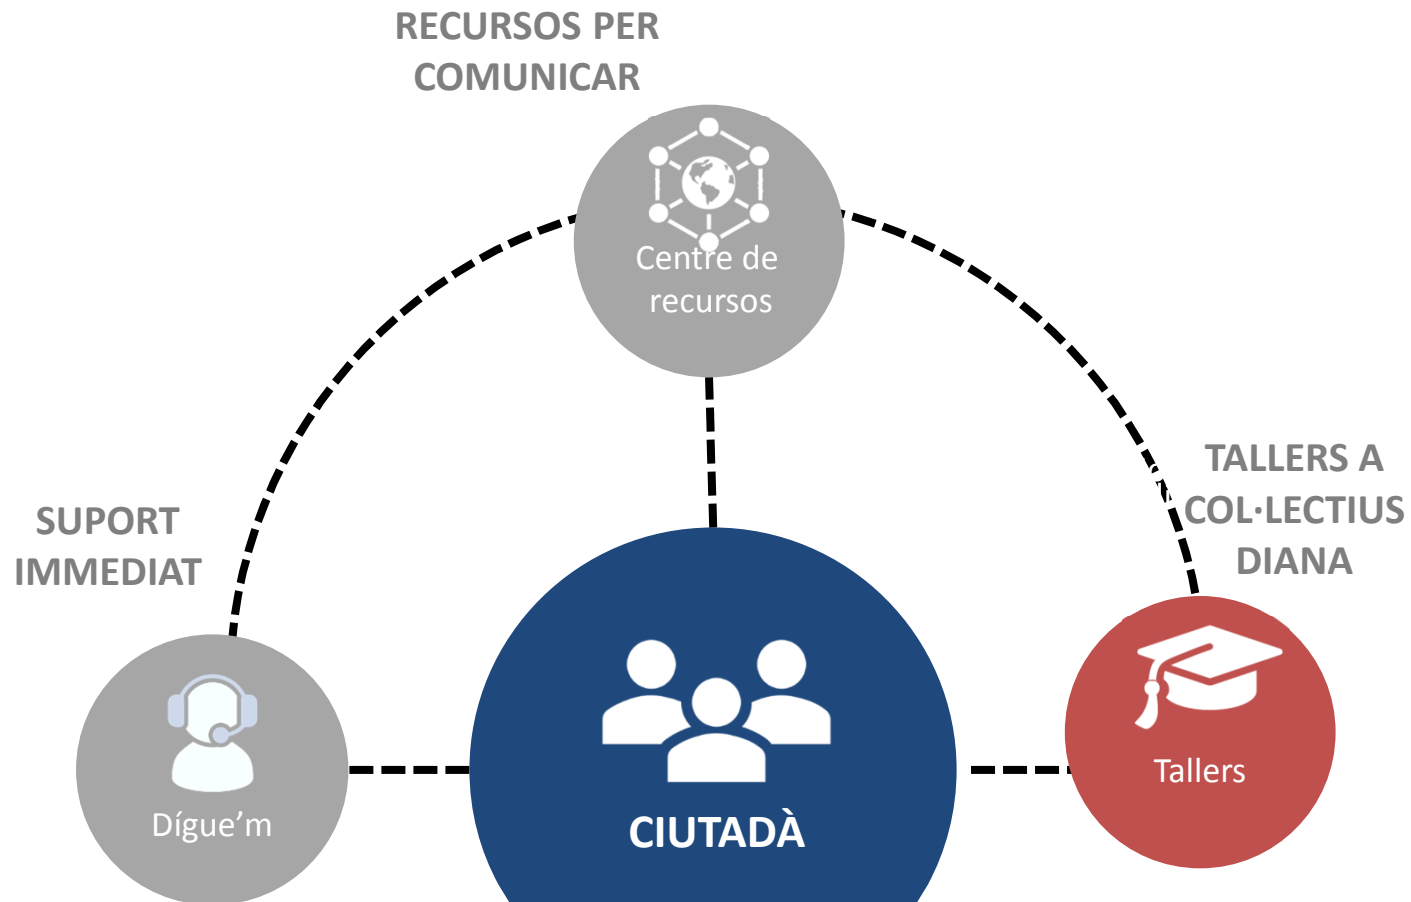 RECURSOS PER
COMUNICAR
Centre de
recursos
TALLERS A
COL·LECTIUS
DIANA
SUPORT
IMMEDIAT
Dígue’m
CIUTADÀ
Tallers